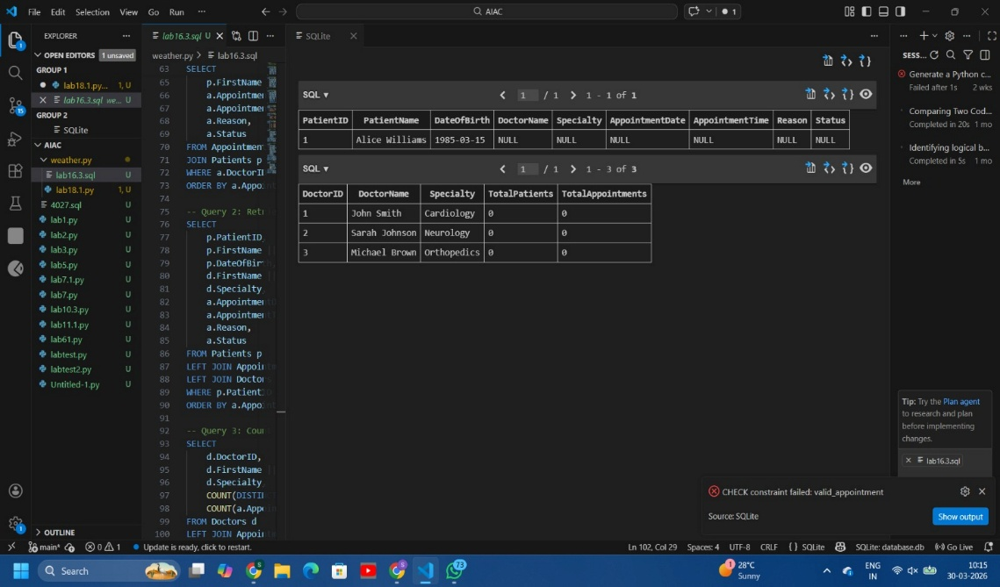 File Edit Selection View Go Run ··· AIAC 1
EXPLORER ···
OPEN EDITORS 1 unsaved
GROUP 1
lab18.1.py... 1, U
lab16.3.sql we... U
GROUP 2
SQLite
AIAC
weather.py
lab16.3.sql U
lab18.1.py 1, U
4027.sql U
lab1.py U
lab2.py U
lab3.py U
lab5.py U
lab7.1.py U
lab7.py U
lab10.3.py U
lab11.1.py U
lab61.py U
labtest.py U
labtest2.py U
Untitled-1.py U
OUTLINE
lab16.3.sql U
weather.py > lab16.3.sql
63 SELECT
65 p.FirstName
66 a.Appointmen
67 a.Appointmen
68 a.Reason,
69 a.Status
70 FROM Appointmen
71 JOIN Patients p
72 WHERE a.DoctorI
73 ORDER BY a.Appo
74
75 -- Query 2: Ret
76 SELECT
77 p.PatientID
78 p.FirstName
79 p.DateOfBir
80 d.FirstName
81 d.Specialty
82 a.Appointmen
83 a.Appointmen
84 a.Reason,
85 a.Status
86 FROM Patients p
87 LEFT JOIN Appoin
88 LEFT JOIN Doctor
89 WHERE p.Patient
90 ORDER BY a.Appo
91
92 -- Query 3: Coun
93 SELECT
94 d.DoctorID,
95 d.FirstName
96 d.Specialty
97 COUNT(DISTI
98 COUNT(a.Appo
99 FROM Doctors d
100 LEFT JOIN Appoin
SQLite
SQL 1 / 1 1 - 1 of 1
PatientID PatientName DateOfBirth DoctorName Specialty AppointmentDate AppointmentTime Reason Status
1 Alice Williams 1985-03-15 NULL NULL NULL NULL NULL NULL
SQL 1 / 1 1 - 3 of 3
DoctorID DoctorName Specialty TotalPatients TotalAppointments
1 John Smith Cardiology 0 0
2 Sarah Johnson Neurology 0 0
3 Michael Brown Orthopedics 0 0
SESS...
Generate a Python c...
Failed after 1s 2 wks
Comparing Two Cod...
Completed in 20s 1 mo
Identifying logical b...
Completed in 5s 1 mo
More
Tip: Try the Plan agent
to research and plan
before implementing
changes.
lab16.3.sql
CHECK constraint failed: valid_appointment
Source: SQLite
Show output
main* 0 1 Update is ready, click to restart. Ln 102, Col 29 Spaces: 4 UTF-8 CRLF {} SQLite SQLite: database.db Go Live
Search
28°C
Sunny
ENG
IN
10:15
30-03-2026